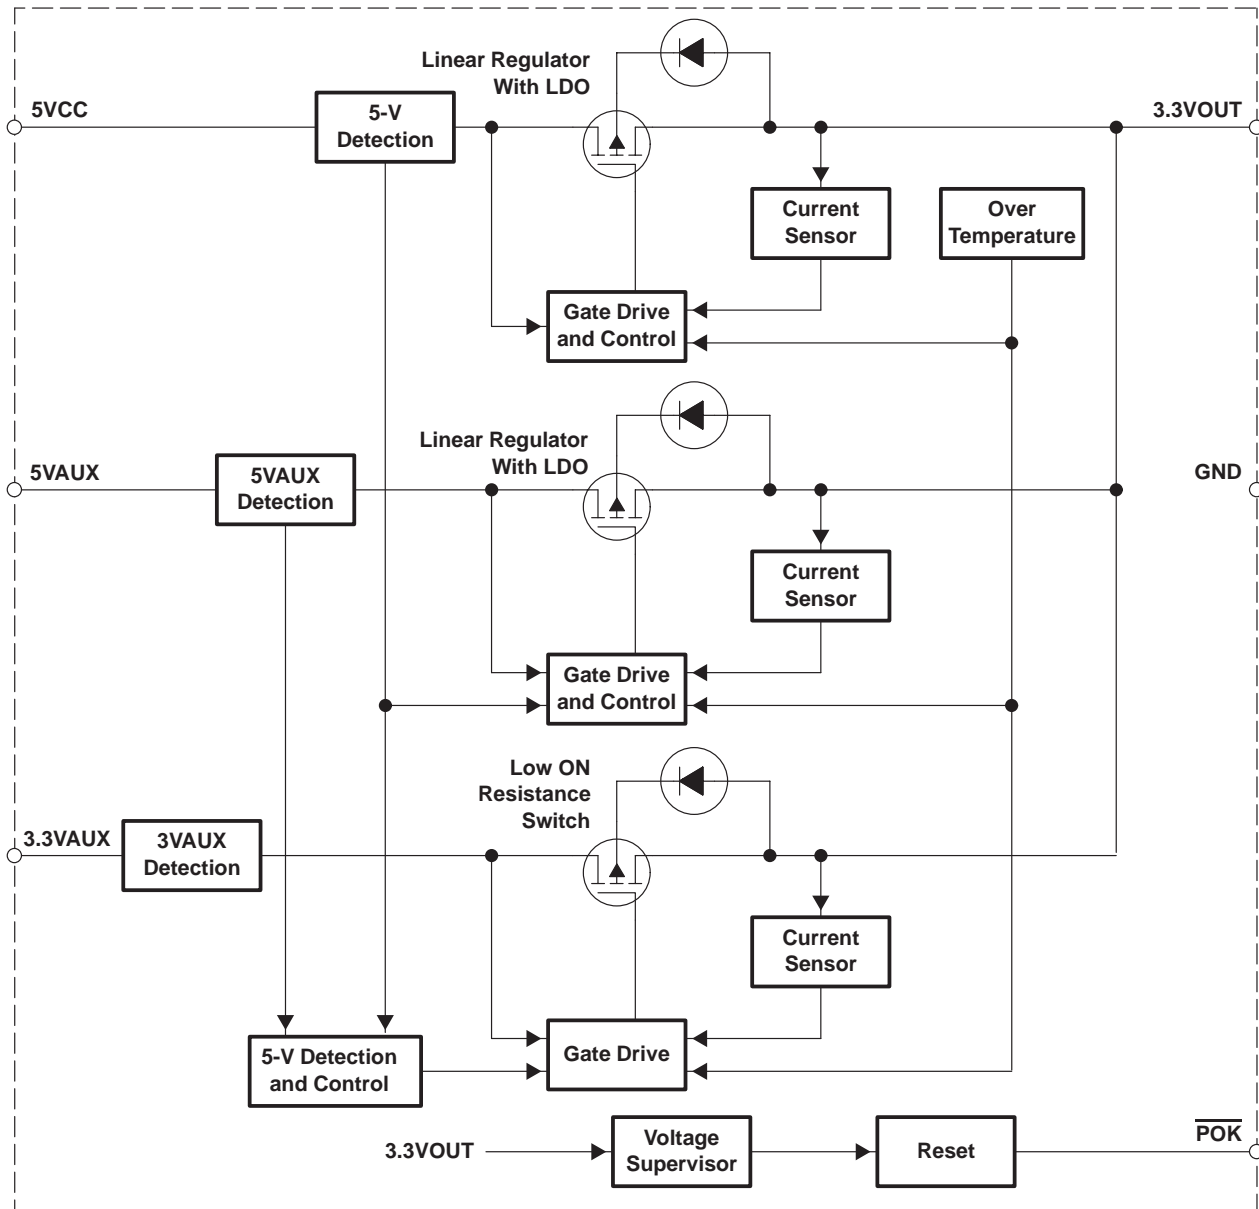 Linear Regulator
With LDO
5VCC
5-V
Detection
3.3VOUT
Current
Sensor
Over
Temperature
Gate Drive
and Control
Linear Regulator
With LDO
5VAUX
5VAUX
Detection
GND
Current
Sensor
Gate Drive
and Control
Low ON
Resistance
Switch
3.3VAUX
3VAUX
Detection
Current
Sensor
5-V Detection
and Control
Gate Drive
3.3VOUT
Voltage
Supervisor
Reset
P̅O̅K̅